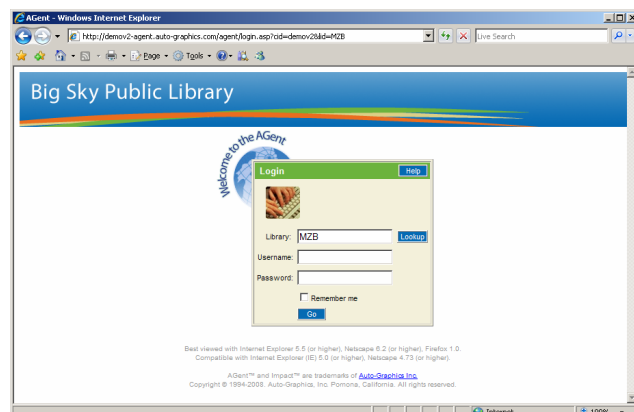 AGent - Windows Internet Explorer
http://demov2-agent.auto-graphics.com/agent/login.asp?cid=demov2&lid=MZB
Live Search
Page Tools
Big Sky Public Library
Welcome to the AGent
Login Help
Library: MZB Lookup
Username:
Password:
Remember me
Go
Best viewed with Internet Explorer 5.5 (or higher), Netscape 6.2 (or higher), Firefox 1.0.
Compatible with Internet Explorer (IE) 5.0 (or higher), Netscape 4.73 (or higher).
AGent™ and Impact™ are trademarks of Auto-Graphics Inc.
Copyright © 1994-2008. Auto-Graphics, Inc. Pomona, California. All rights reserved.
Internet 100%